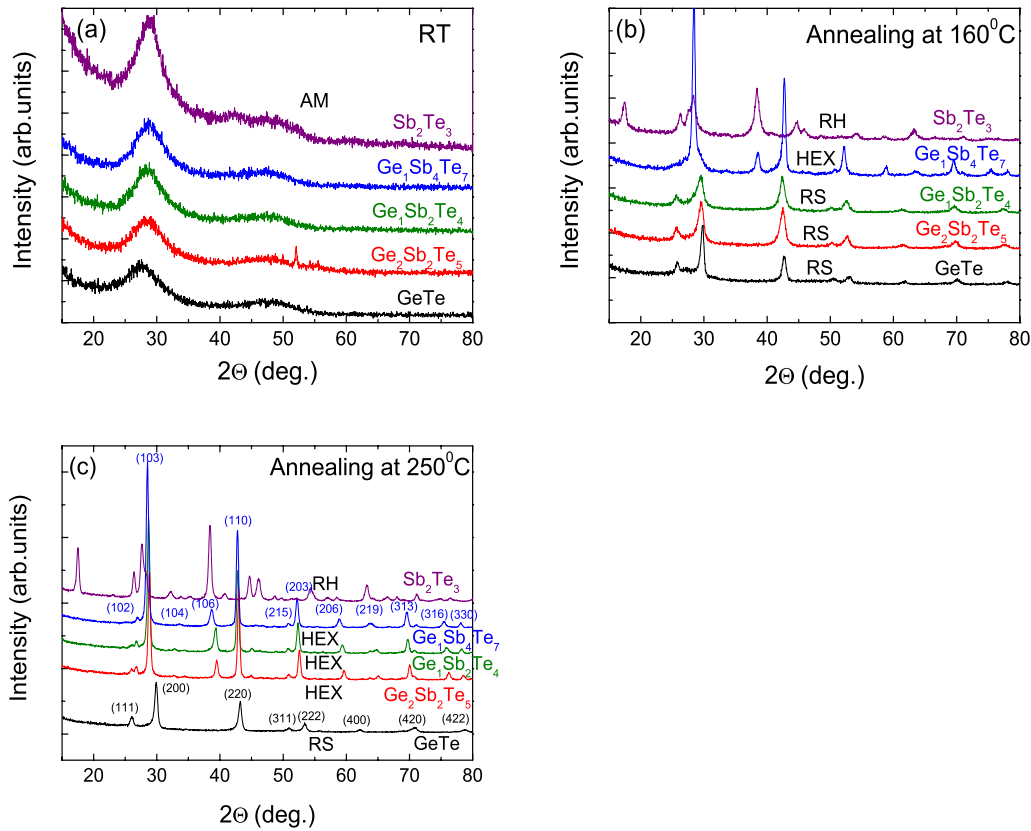 (a)
RT
AM
Sb₂Te₃
Ge₁Sb₄Te₇
Ge₁Sb₂Te₄
Ge₂Sb₂Te₅
GeTe
Intensity (arb.units)
20 30 40 50 60 70 80
2Θ (deg.)
(b)
Annealing at 160⁰C
RH
Sb₂Te₃
HEX
Ge₁Sb₄Te₇
RS
Ge₁Sb₂Te₄
RS
Ge₂Sb₂Te₅
RS
GeTe
Intensity (arb.units)
20 30 40 50 60 70 80
2Θ (deg.)
(c)
(103)
Annealing at 250⁰C
(110)
RH
Sb₂Te₃
(102)
(104)
(106)
(215)
(203)
(206)
(219)
(313)
(316)
(330)
HEX
Ge₁Sb₄Te₇
HEX
Ge₁Sb₂Te₄
HEX
Ge₂Sb₂Te₅
(111)
(200)
(220)
(311)
(222)
(400)
(420)
(422)
RS
GeTe
Intensity (arb.units)
20 30 40 50 60 70 80
2Θ (deg.)